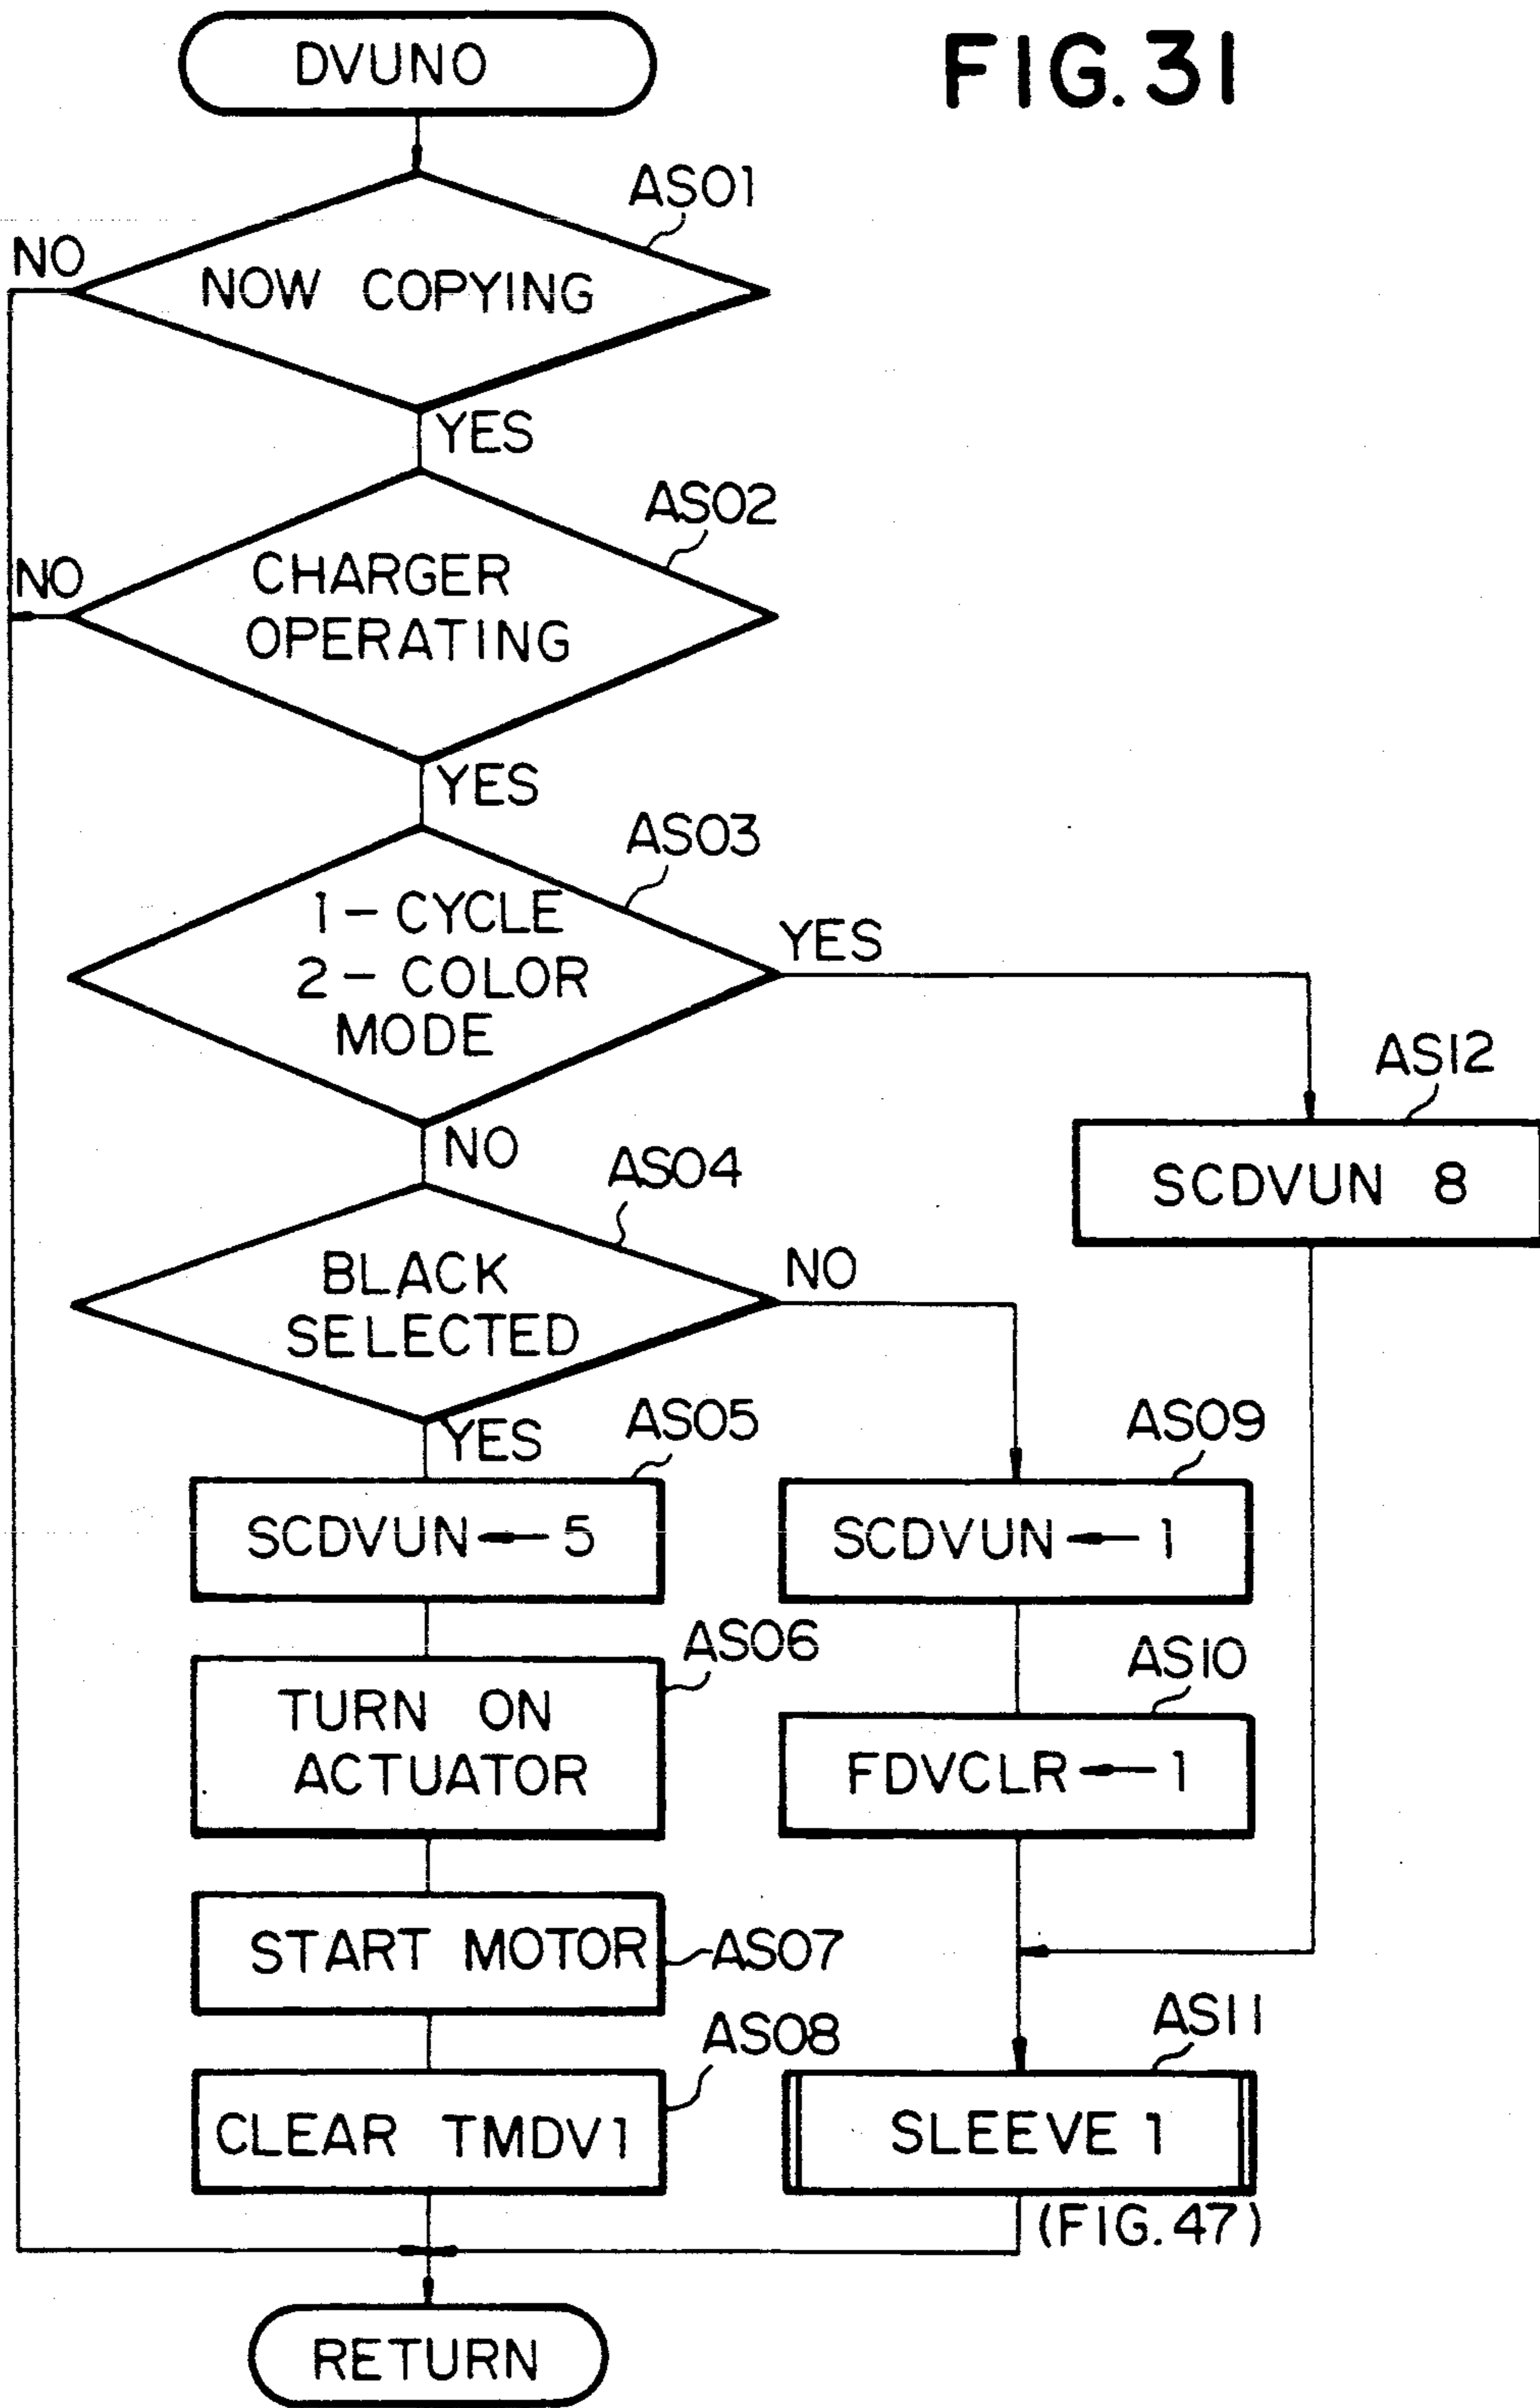 DVUNO
FIG.31
AS01
NO
NOW COPYING
YES
AS02
NO
CHARGER
OPERATING
YES
AS03
1-CYCLE
2-COLOR
MODE
YES
AS12
SCDVUN 8
NO
AS04
BLACK
SELECTED
NO
YES
AS05
SCDVUN←5
AS09
SCDVUN←1
AS06
TURN ON
ACTUATOR
AS10
FDVCLR←1
START MOTOR
AS07
AS08
CLEAR TMDV1
AS11
SLEEVE 1
(FIG.47)
RETURN